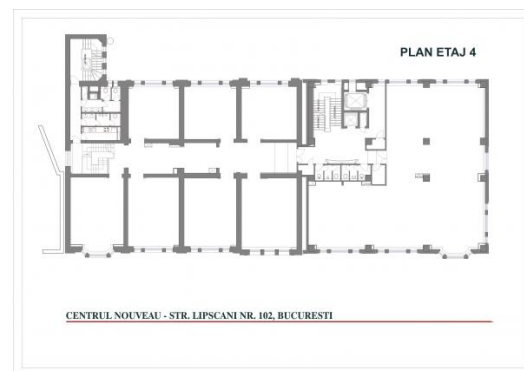 PLAN ETAJ 4
CENTRUL NOUVEAU - STR. LIPSCANI NR. 102, BUCURESTI